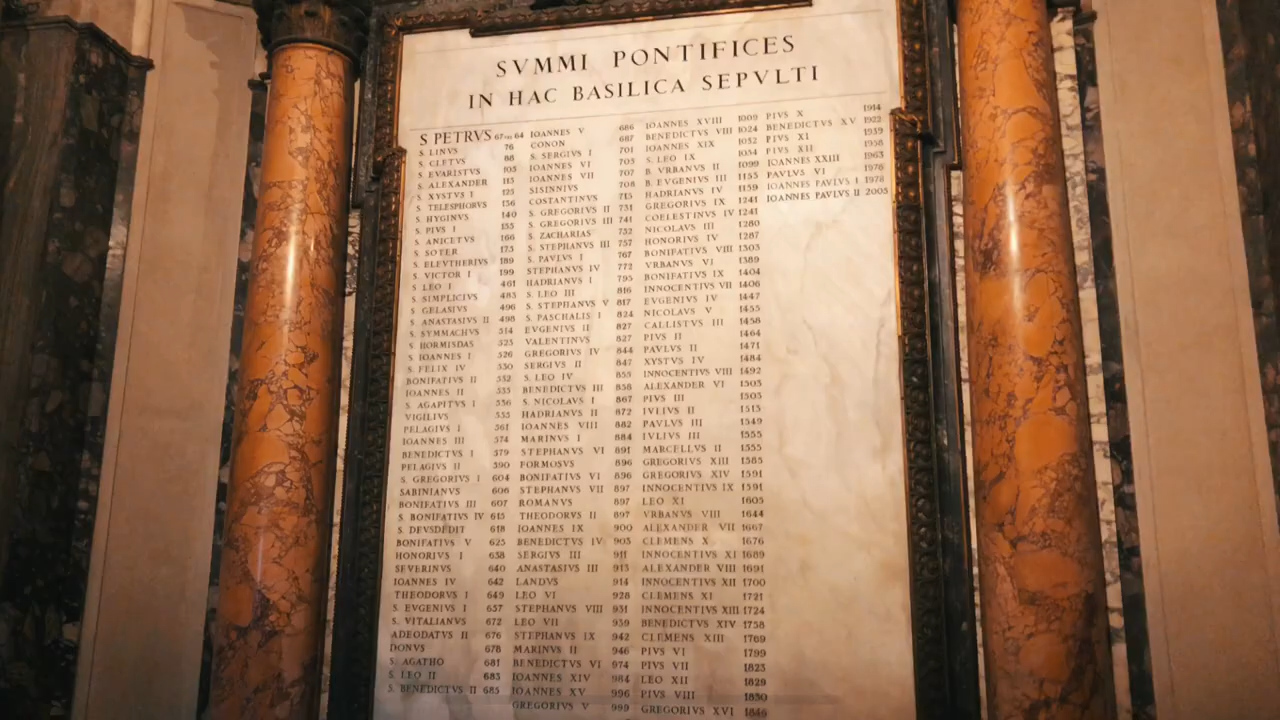 SVMMI PONTIFICES
IN HAC BASILICA SEPVLTI
S PETRVS 67 64
S. LINVS 76
S. CLETVS 88
S. EVARISTVS 105
S. ALEXANDER 115
S. XYSTVS I 125
S. TELESPHORVS 136
S. HYGINVS 140
S. PIVS I 155
S. ANICETVS 166
S. SOTER 175
S. ELEVTHERIVS 189
S. VICTOR I 199
S. LEO I 461
S. SIMPLICIVS 483
S. GELASIVS 496
S. ANASTASIVS II 498
S. SYMMACHVS 514
S. HORMISDAS 523
S. IOANNES I 526
S. FELIX IV 530
BONIFATIVS II 532
IOANNES II 535
S. AGAPITVS I 536
VIGILIVS 555
PELAGIVS I 561
IOANNES III 574
BENEDICTVS I 579
PELAGIVS II 590
S. GREGORIVS I 604
SABINIANVS 606
BONIFATIVS III 607
S. BONIFATIVS IV 615
S. DEVSDEDIT 618
BONIFATIVS V 625
HONORIVS I 638
SEVERINVS 640
IOANNES IV 642
THEODORVS I 649
S. EVGENIVS I 657
S. VITALIANVS 672
ADEODATVS II 676
DONVS 678
S. AGATHO 681
S. LEO II 683
S. BENEDICTVS II 685
IOANNES V 686
CONON 687
S. SERGIVS I 701
IOANNES VI 705
IOANNES VII 707
SISINNIVS 708
COSTANTINVS 715
S. GREGORIVS II 731
S. GREGORIVS III 741
S. ZACHARIAS 752
S. STEPHANVS III 757
S. PAVLVS I 767
STEPHANVS IV 772
HADRIANVS I 795
S. LEO III 816
S. STEPHANVS V 817
S. PASCHALIS I 824
EVGENIVS II 827
VALENTINVS 827
GREGORIVS IV 844
SERGIVS II 847
S. LEO IV 855
BENEDICTVS III 858
S. NICOLAVS I 867
HADRIANVS II 872
IOANNES VIII 882
MARINVS I 884
STEPHANVS VI 891
FORMOSVS 896
BONIFATIVS VI 896
STEPHANVS VII 897
ROMANVS 897
THEODORVS II 897
IOANNES IX 900
BENEDICTVS IV 903
SERGIVS III 911
ANASTASIVS III 913
LANDVS 914
LEO VI 928
STEPHANVS VIII 931
LEO VII 939
STEPHANVS IX 942
MARINVS II 946
BENEDICTVS VI 974
IOANNES XIV 984
IOANNES XV 996
GREGORIVS V 999
IOANNES XVIII 1009
BENEDICTVS VIII 1024
IOANNES XIX 1032
S. LEO IX 1054
B. VRBANVS II 1099
B. EVGENIVS III 1153
HADRIANVS IV 1159
GREGORIVS IX 1241
COELESTINVS IV 1241
NICOLAVS III 1280
HONORIVS IV 1287
BONIFATIVS VIII 1303
VRBANVS VI 1389
BONIFATIVS IX 1404
INNOCENTIVS VII 1406
EVGENIVS IV 1447
NICOLAVS V 1455
CALLISTVS III 1458
PIVS II 1464
PAVLVS II 1471
XYSTVS IV 1484
INNOCENTIVS VIII 1492
ALEXANDER VI 1503
PIVS III 1503
IVLIVS II 1513
PAVLVS III 1549
IVLIVS III 1555
MARCELLVS II 1555
GREGORIVS XIII 1585
GREGORIVS XIV 1591
INNOCENTIVS IX 1591
LEO XI 1605
VRBANVS VIII 1644
ALEXANDER VII 1667
CLEMENS X 1676
INNOCENTIVS XI 1689
ALEXANDER VIII 1691
INNOCENTIVS XII 1700
CLEMENS XI 1721
INNOCENTIVS XIII 1724
BENEDICTVS XIV 1758
CLEMENS XIII 1769
PIVS VI 1799
PIVS VII 1823
LEO XII 1829
PIVS VIII 1830
GREGORIVS XVI 1846
PIVS X 1914
BENEDICTVS XV 1922
PIVS XI 1939
PIVS XII 1958
IOANNES XXIII 1963
PAVLVS VI 1978
IOANNES PAVLVS I 1978
IOANNES PAVLVS II 2005